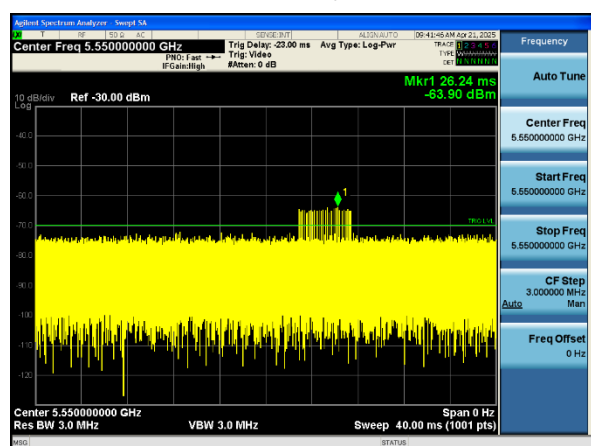 Agilent Spectrum Analyzer - Swept SA
T RF 50 Ω AC SENSE:INT ALIGNAUTO 09:41:46 AM Apr 21, 2025
Center Freq 5.550000000 GHz
Trig Delay: -23.00 ms Avg Type: Log-Pwr
TRACE 1 2 3 4 5 6
PNO: Fast Trig: Video
TYPE
IFGain:High #Atten: 0 dB
DET N N N N N N
Mkr1 26.24 ms
-63.90 dBm
10 dB/div Ref -30.00 dBm
Log
-40.0
-50.0
-60.0
1
TRIG LVL
-70.0
-80.0
-90.0
-100
-110
-120
Center 5.550000000 GHz Span 0 Hz
Res BW 3.0 MHz VBW 3.0 MHz Sweep 40.00 ms (1001 pts)
MSG STATUS
Frequency
Auto Tune
Center Freq
5.550000000 GHz
Start Freq
5.550000000 GHz
Stop Freq
5.550000000 GHz
CF Step
3.000000 MHz
Auto Man
Freq Offset
0 Hz